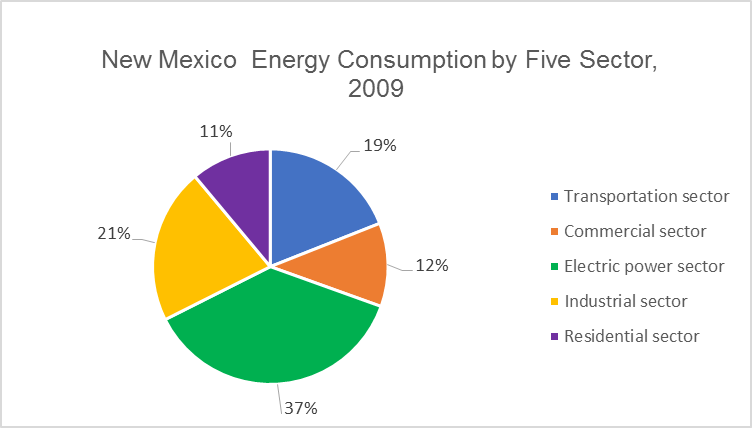 New Mexico  Energy Consumption by Five Sector,
2009
11%
19%
21%
12%
37%
Transportation sector
Commercial sector
Electric power sector
Industrial sector
Residential sector